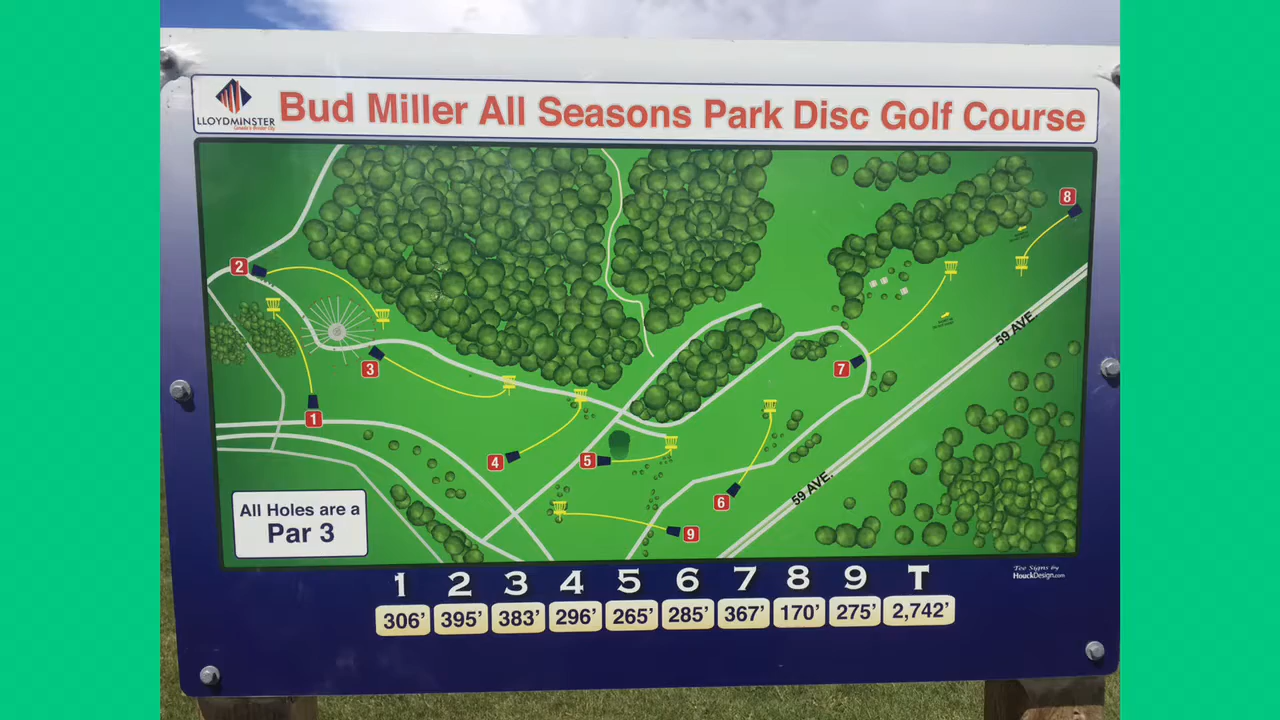 LLOYDMINSTER
Bud Miller All Seasons Park Disc Golf Course
8
2
59 AVE.
7
3
1
4
5
59 AVE.
6
9
All Holes are a
Par 3
Tee Signs by
HouckDesign.com
1 2 3 4 5 6 7 8 9 T
306’ 395’ 383’ 296’ 265’ 285’ 367’ 170’ 275’ 2,742’